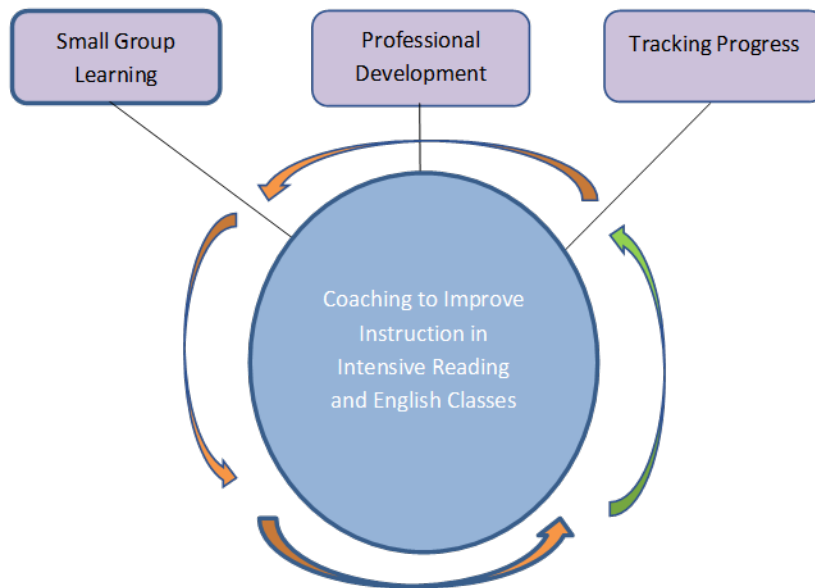 Small Group
Learning
Professional
Development
Tracking Progress
Coaching to Improve
Instruction in
Intensive Reading
and English Classes